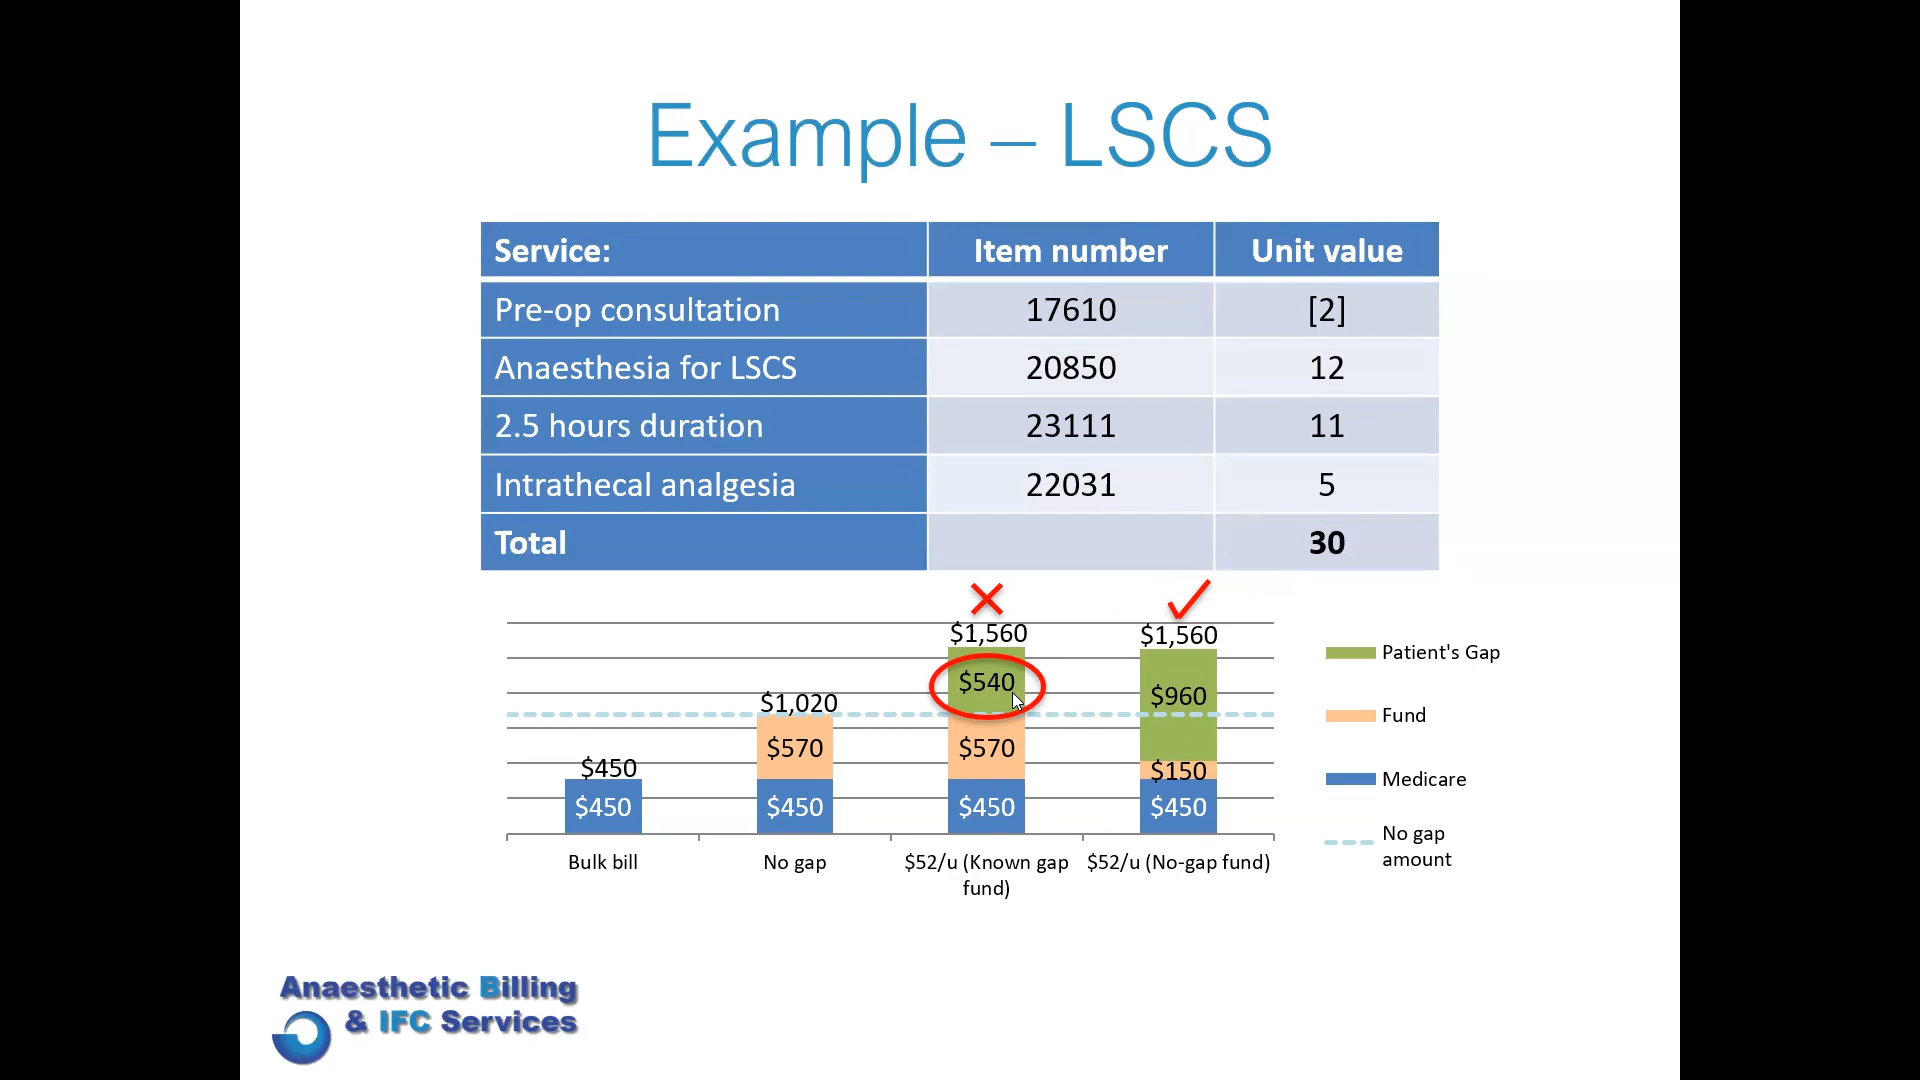 Example – LSCS
Service: Item number Unit value
Pre-op consultation 17610 [2]
Anaesthesia for LSCS 20850 12
2.5 hours duration 23111 11
Intrathecal analgesia 22031 5
Total 30
$1,560 $1,560
$540 $960
$1,020
$570 $570 $150
$450
$450 $450 $450 $450
Bulk bill No gap $52/u (Known gap $52/u (No-gap fund)
fund)
Patient's Gap
Fund
Medicare
No gap
amount
Anaesthetic Billing
& IFC Services